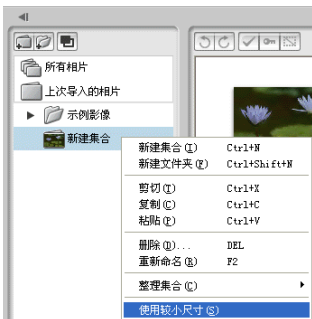 所有相片
上次导入的相片
示例影像
新建集合
新建集合(I) Ctrl+N
新建文件夹(F) Ctrl+Shift+N
剪切(T) Ctrl+X
复制(C) Ctrl+C
粘贴(P) Ctrl+V
删除(D)... DEL
重新命名(R) F2
整理集合(C)
使用较小尺寸(S)